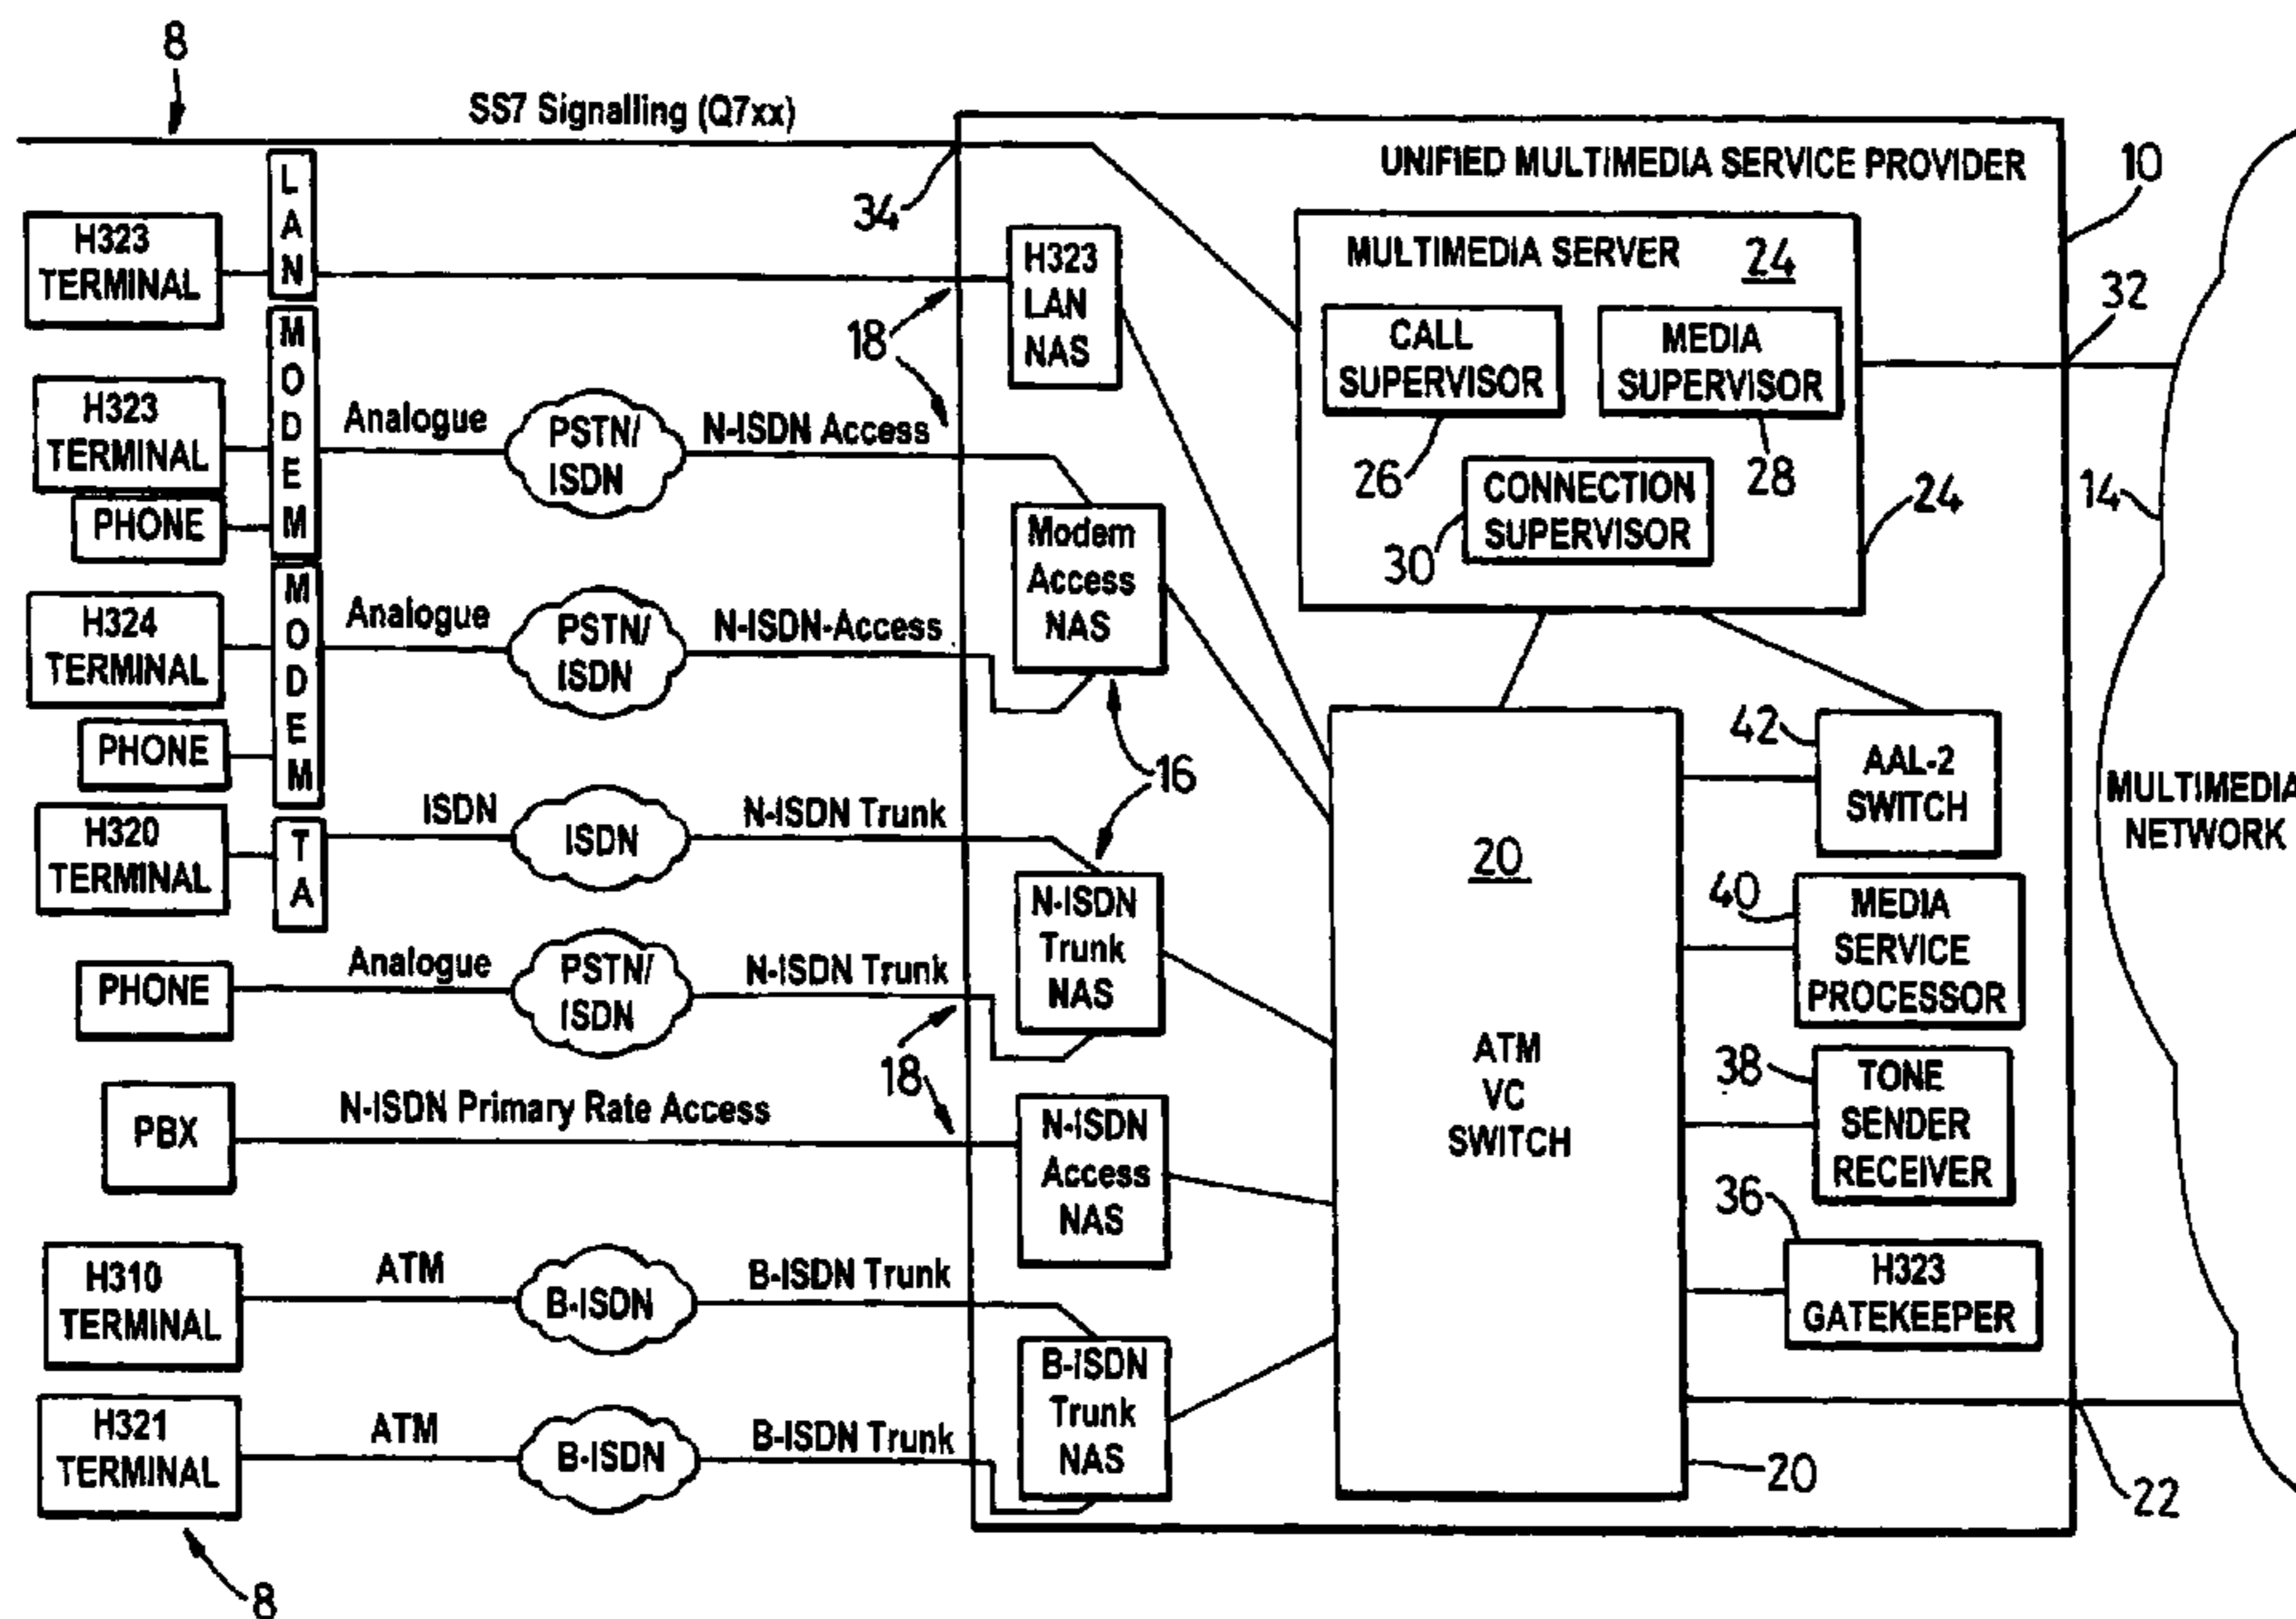 8
SS7 Signalling (Q7xx)
34
UNIFIED MULTIMEDIA SERVICE PROVIDER
10
LAN
H323
TERMINAL
18
H323
LAN
NAS
MULTIMEDIA SERVER 24
CALL
SUPERVISOR
MEDIA
SUPERVISOR
26
28
CONNECTION
SUPERVISOR
30
24
32
14
MODEM
H323
TERMINAL
PHONE
Analogue
PSTN/
ISDN
N-ISDN Access
Modem
Access
NAS
MODEM
H324
TERMINAL
PHONE
Analogue
PSTN/
ISDN
N-ISDN-Access
16
42
AAL-2
SWITCH
MULTIMEDIA
NETWORK
H320
TERMINAL
TA
ISDN
ISDN
N-ISDN Trunk
N-ISDN
Trunk
NAS
20
ATM
VC
SWITCH
40
MEDIA
SERVICE
PROCESSOR
PHONE
Analogue
PSTN/
ISDN
N-ISDN Trunk
18
38
TONE
SENDER
RECEIVER
PBX
N-ISDN Primary Rate Access
N-ISDN
Access
NAS
36
H323
GATEKEEPER
H310
TERMINAL
ATM
B-ISDN
B-ISDN Trunk
B-ISDN
Trunk
NAS
H321
TERMINAL
ATM
B-ISDN
B-ISDN Trunk
20
22
8